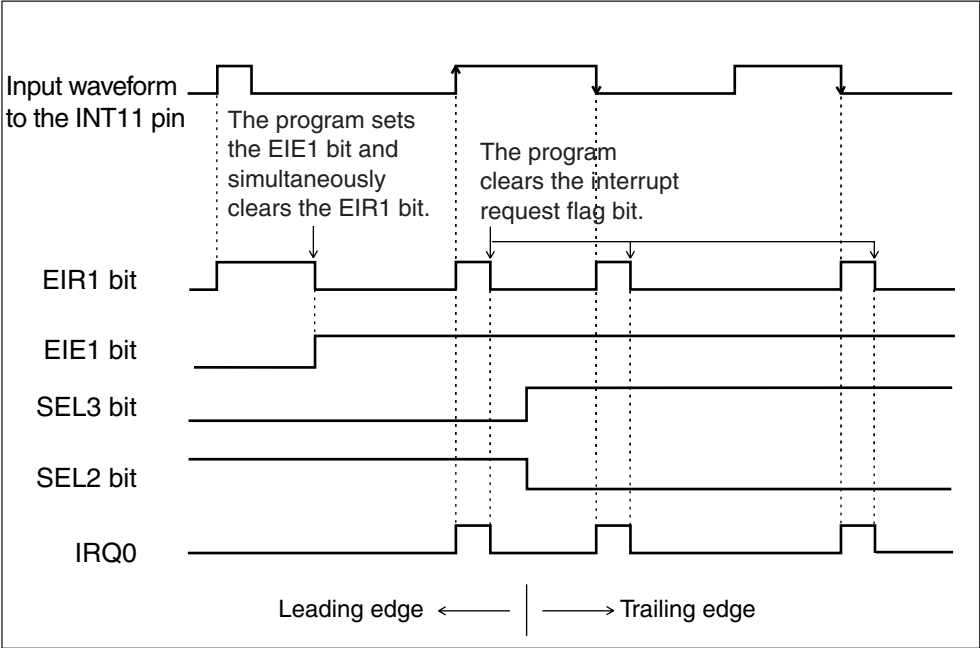 Input waveform
to the INT11 pin
The program sets
the EIE1 bit and
simultaneously
clears the EIR1 bit.
The program
clears the interrupt
request flag bit.
EIR1 bit
EIE1 bit
SEL3 bit
SEL2 bit
IRQ0
Leading edge
Trailing edge